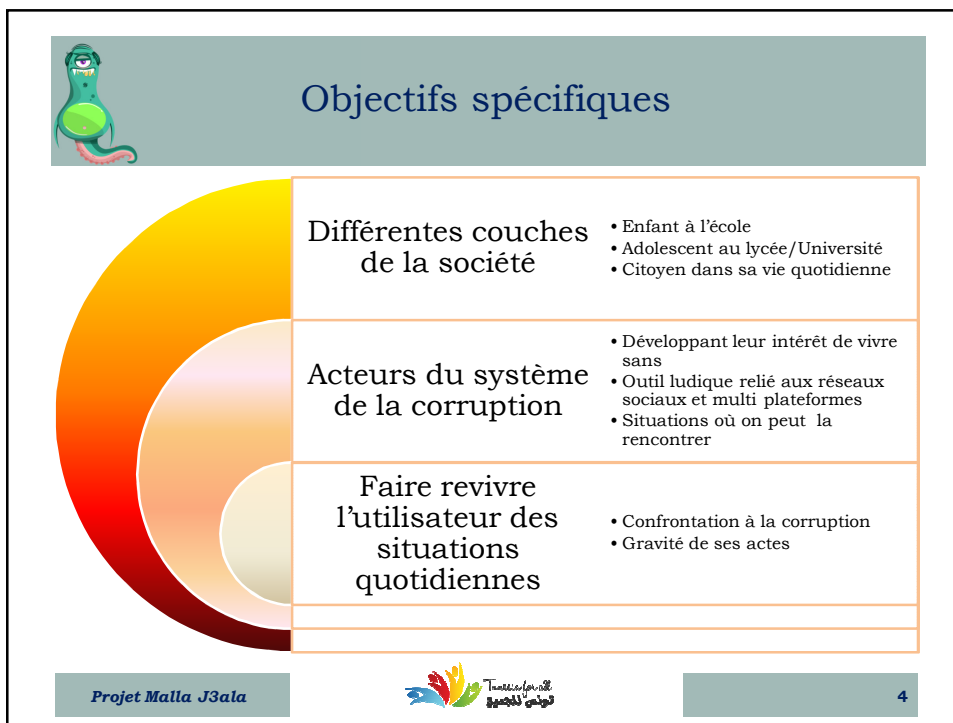 Objectifs spécifiques
Différentes couches
de la société
• Enfant à l'école
• Adolescent au lycée/Université
• Citoyen dans sa vie quotidienne
Acteurs du système
de la corruption
• Développant leur intérêt de vivre
sans
• Outil ludique relié aux réseaux
sociaux et multi plateformes
• Situations où on peut la
rencontrer
Faire revivre
l'utilisateur des
situations
quotidiennes
• Confrontation à la corruption
• Gravité de ses actes
Projet Malla J3ala
Tunisie for all
تونس للجميع
4